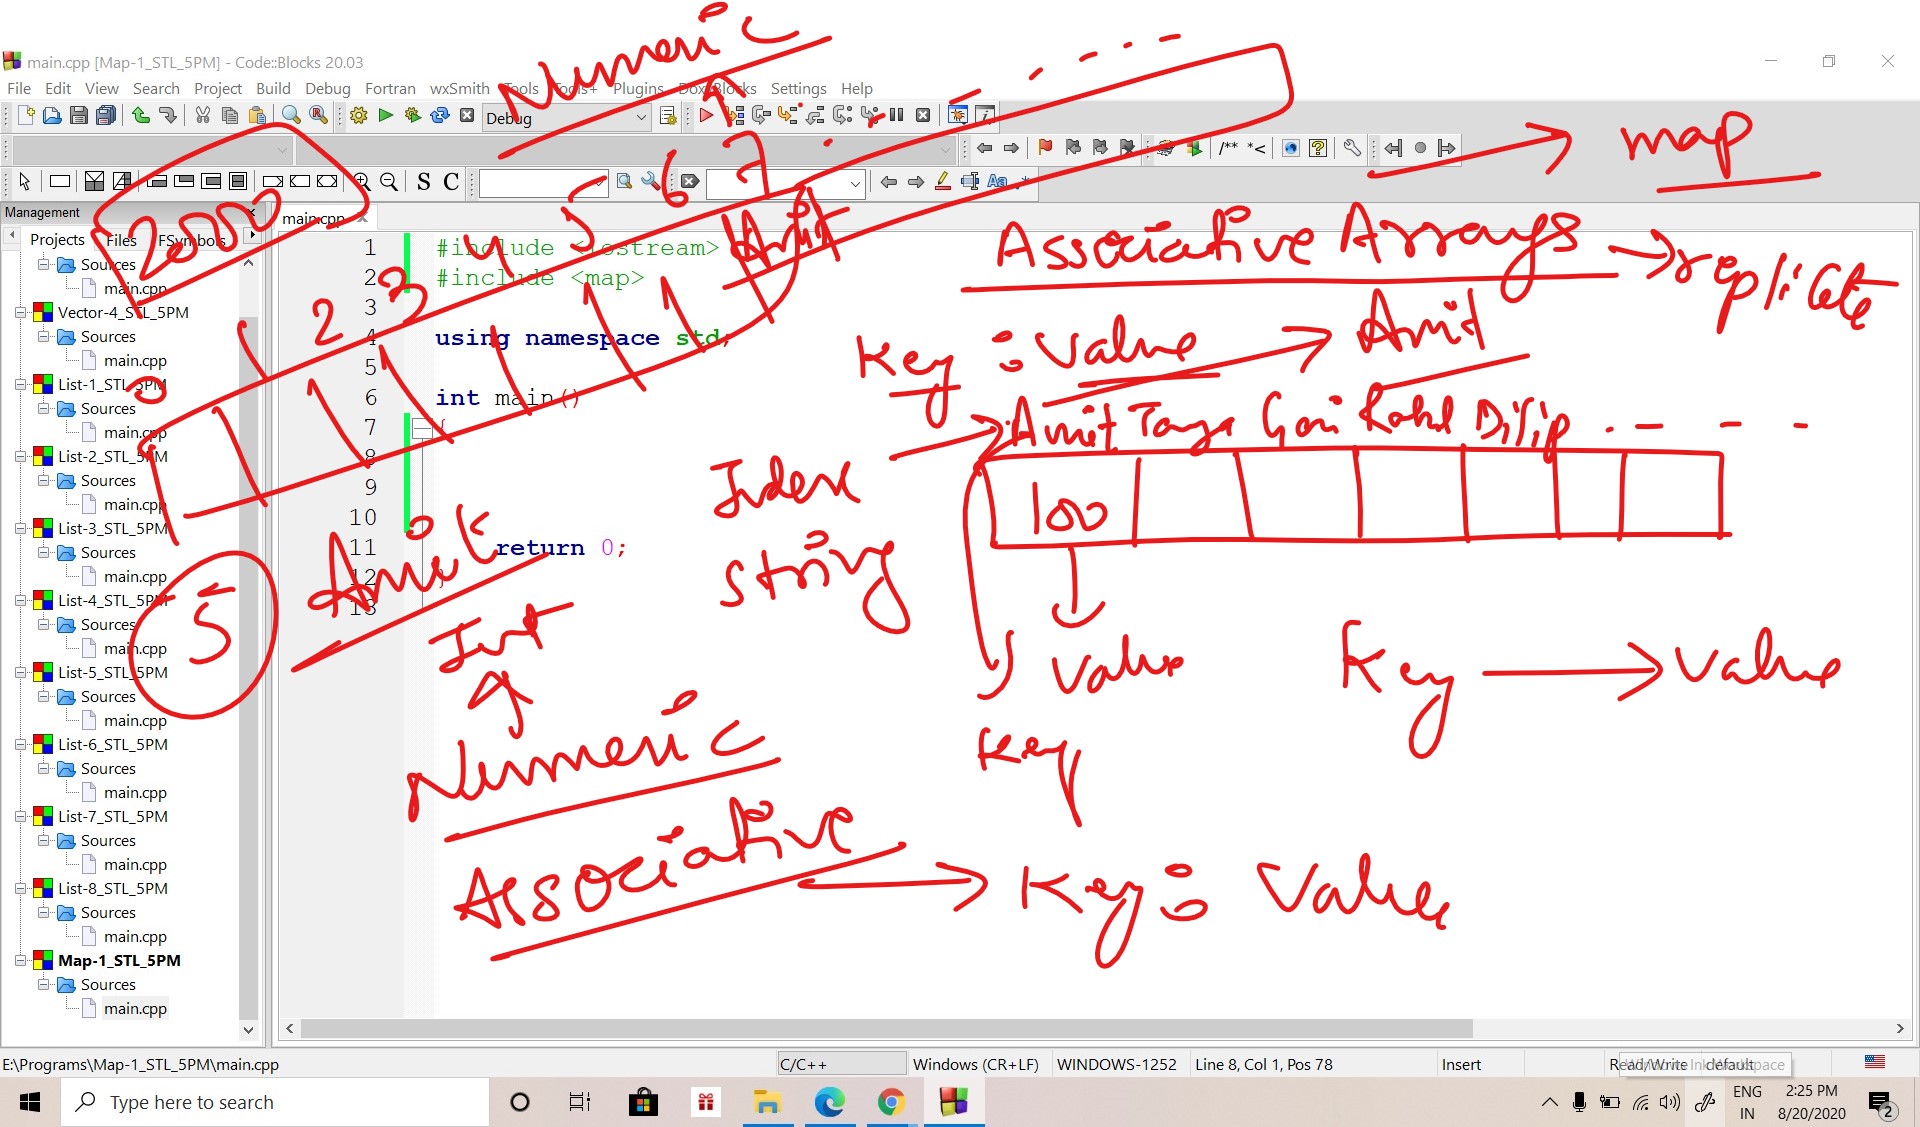 Numeric
main.cpp [Map-1_STL_5PM] - Code::Blocks 20.03
File Edit View Search Project Build Debug Fortran wxSmith Tools Tools+ Plugins DoxyBlocks Settings Help
Debug
map
/** *<
S C
Aa .*
Management
Projects Files FSymbols
20000
main.cpp
0 1 2 3 4 5 6 7
Amit
Associative Arrays → replicate
Key : Value → Amit
Amit Taya Rahul Dilip . - - -
Index
String
100
Value
Key
Key → Value
5
Amit
Int
Numeric
Associative → Key : Value
1 #include <iostream>
2 #include <map>
3
4 using namespace std;
5
6 int main()
7 {
8
9
10
11 return 0;
12 }
13
Sources
main.cpp
Vector-4_STL_5PM
Sources
main.cpp
List-1_STL_5PM
Sources
main.cpp
List-2_STL_5PM
Sources
main.cpp
List-3_STL_5PM
Sources
main.cpp
List-4_STL_5PM
Sources
main.cpp
List-5_STL_5PM
Sources
main.cpp
List-6_STL_5PM
Sources
main.cpp
List-7_STL_5PM
Sources
main.cpp
List-8_STL_5PM
Sources
main.cpp
Map-1_STL_5PM
Sources
main.cpp
E:\Programs\Map-1_STL_5PM\main.cpp C/C++ Windows (CR+LF) WINDOWS-1252 Line 8, Col 1, Pos 78 Insert Read/Write default
Type here to search
ENG
IN
2:25 PM
8/20/2020
2